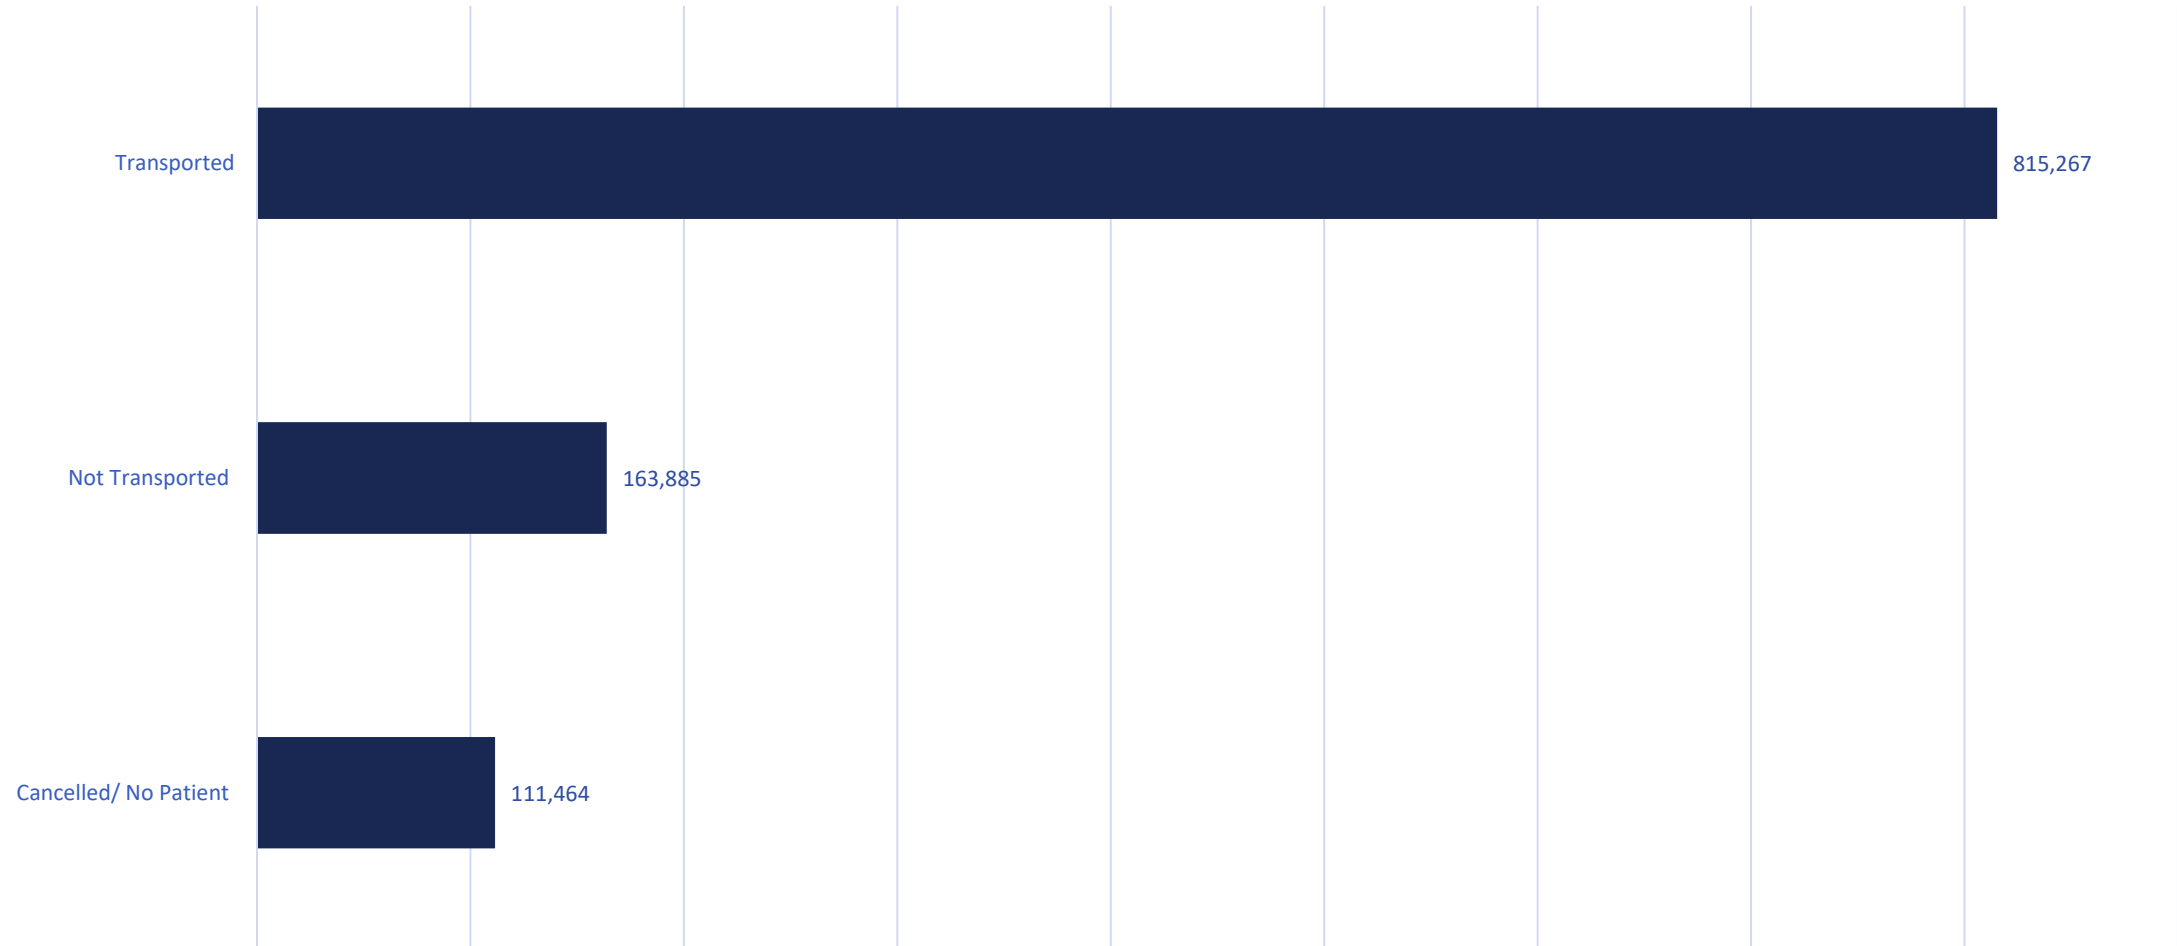 Transported
815,267
Not Transported
163,885
Cancelled/ No Patient
111,464